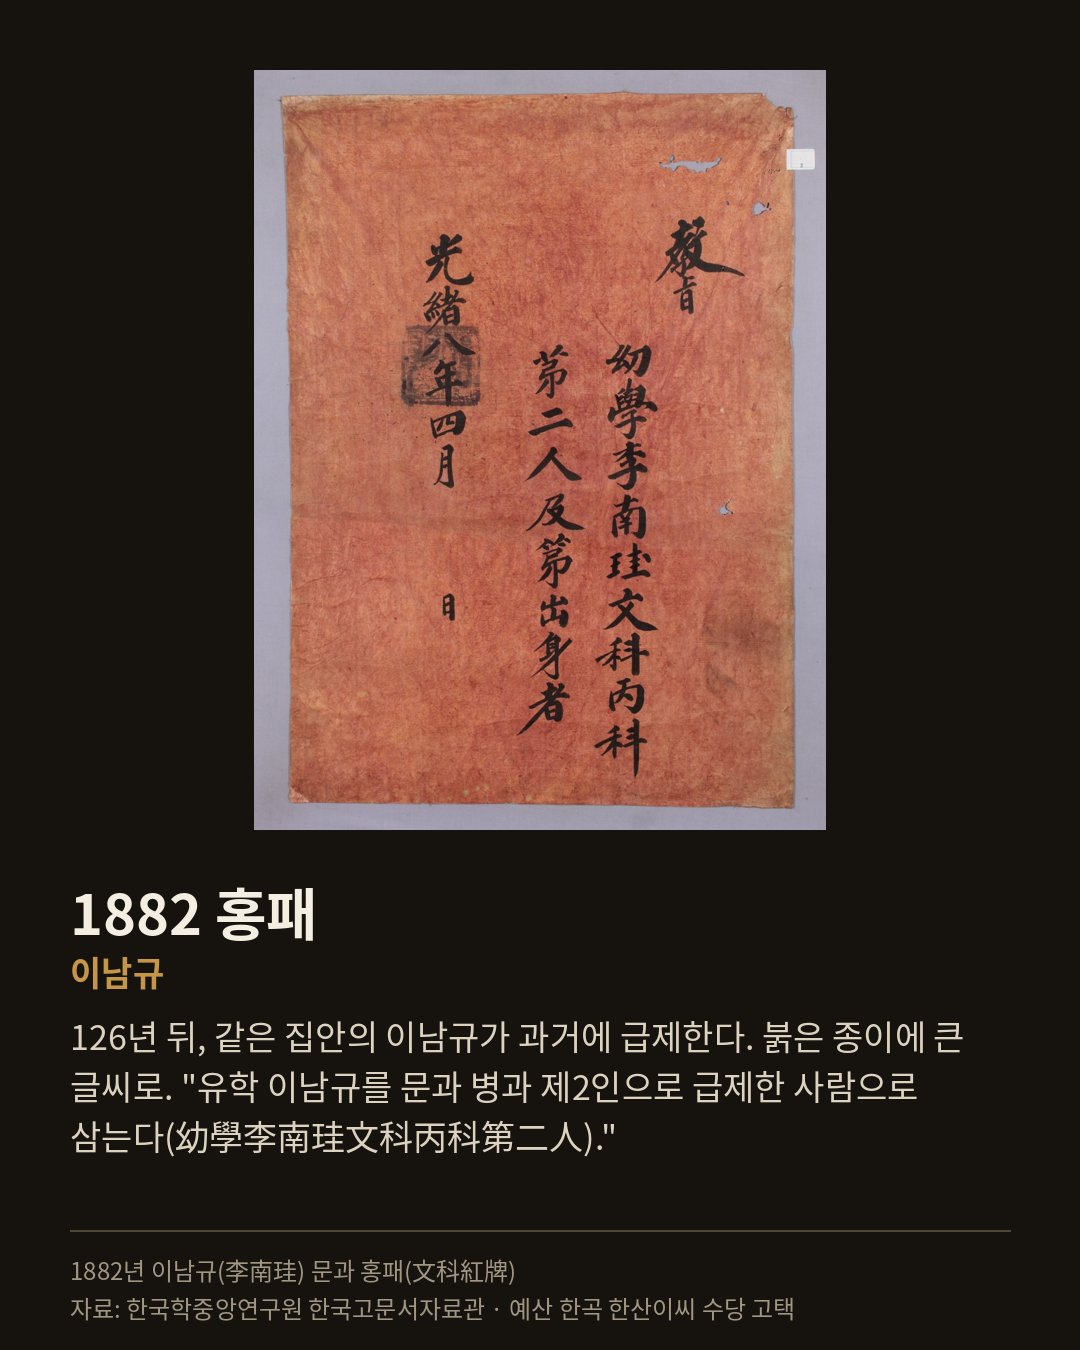 敎旨
幼學李南珪文科丙科
第二人及第出身者
光緖八年四月 日
1882 홍패
이남규
126년 뒤, 같은 집안의 이남규가 과거에 급제한다. 붉은 종이에 큰
글씨로. "유학 이남규를 문과 병과 제2인으로 급제한 사람으로
삼는다(幼學李南珪文科丙科第二人)."
1882년 이남규(李南珪) 문과 홍패(文科紅牌)
자료: 한국학중앙연구원 한국고문서자료관 · 예산 한곡 한산이씨 수당 고택